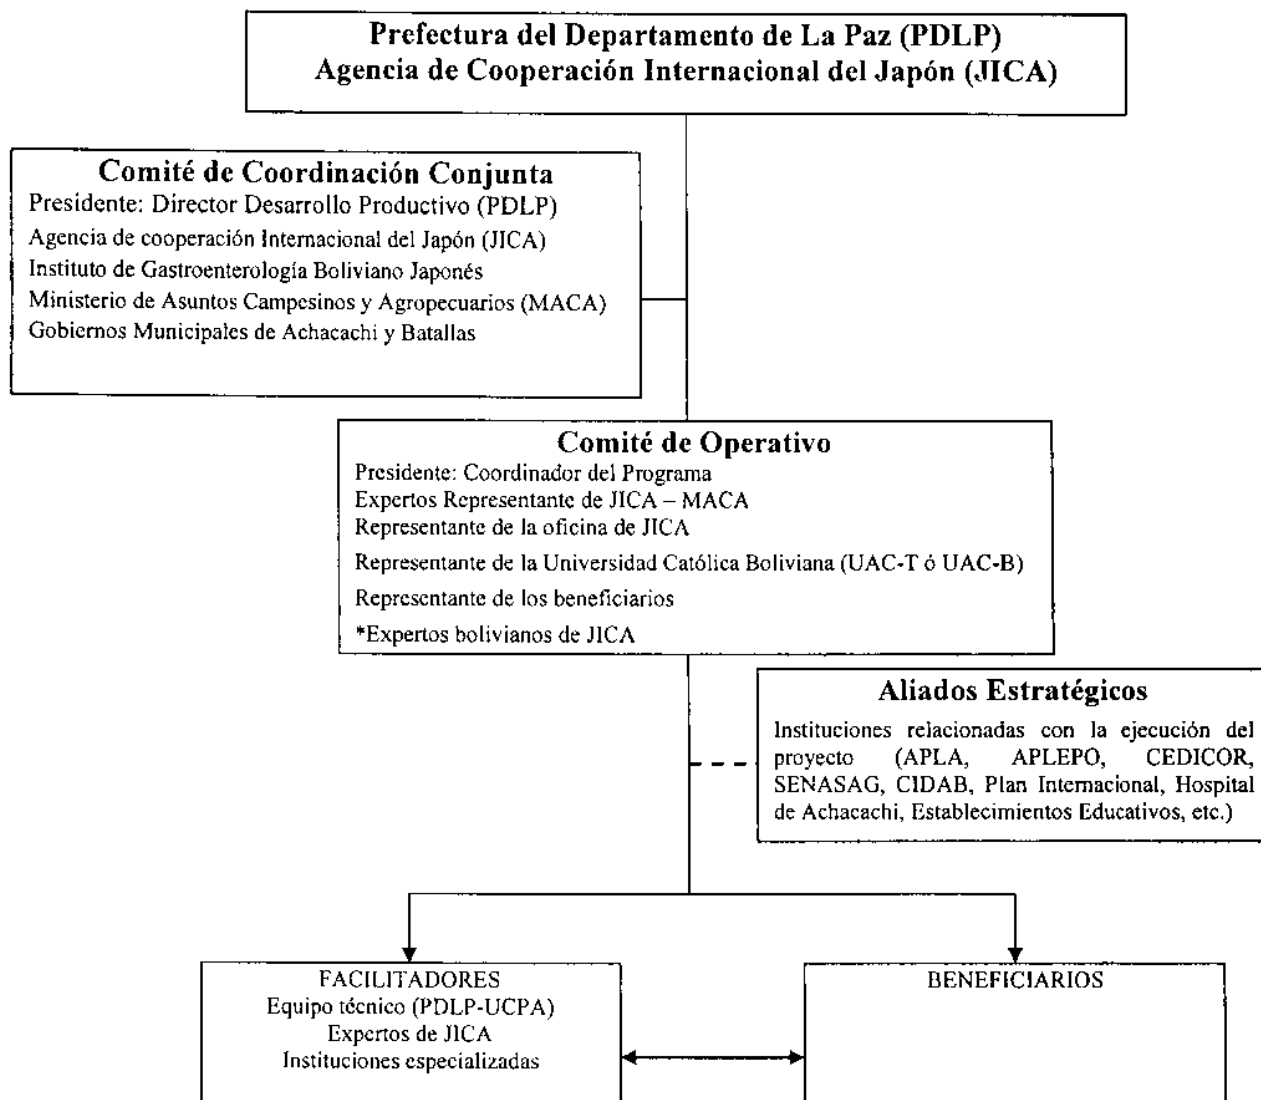 Prefectura del Departamento de La Paz (PDLP)
Agencia de Cooperación Internacional del Japón (JICA)
Comité de Coordinación Conjunta
Presidente: Director Desarrollo Productivo (PDLP)
Agencia de cooperación Internacional del Japón (JICA)
Instituto de Gastroenterología Boliviano Japonés
Ministerio de Asuntos Campesinos y Agropecuarios (MACA)
Gobiernos Municipales de Achacachi y Batallas
Comité de Operativo
Presidente: Coordinador del Programa
Expertos Representante de JICA – MACA
Representante de la oficina de JICA
Representante de la Universidad Católica Boliviana (UAC-T ó UAC-B)
Representante de los beneficiarios
*Expertos bolivianos de JICA
Aliados Estratégicos
Instituciones relacionadas con la ejecución del
proyecto (APLA, APLEPO, CEDICOR,
SENASAG, CIDAB, Plan Internacional, Hospital
de Achacachi, Establecimientos Educativos, etc.)
FACILITADORES
Equipo técnico (PDLP-UCPA)
Expertos de JICA
Instituciones especializadas
BENEFICIARIOS